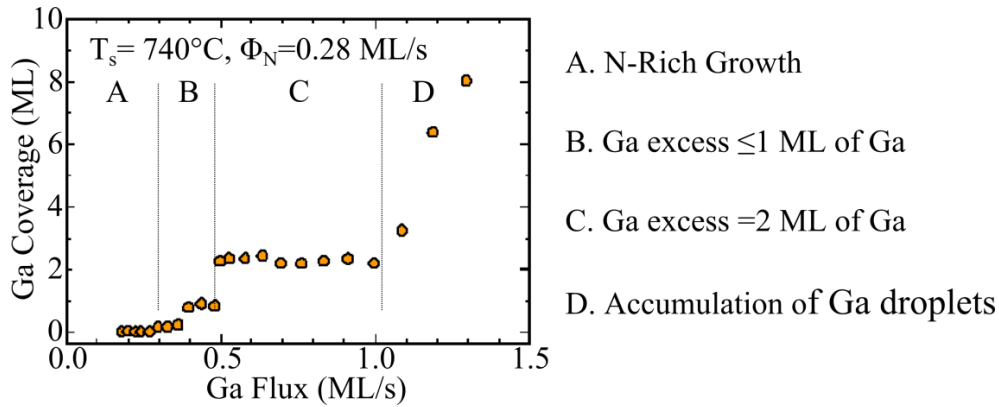 T_s= 740°C, Φ_N=0.28 ML/s
A B C D
10
8
6
4
2
0
Ga Coverage (ML)
0.0 0.5 1.0 1.5
Ga Flux (ML/s)
A. N-Rich Growth
B. Ga excess ≤1 ML of Ga
C. Ga excess =2 ML of Ga
D. Accumulation of Ga droplets